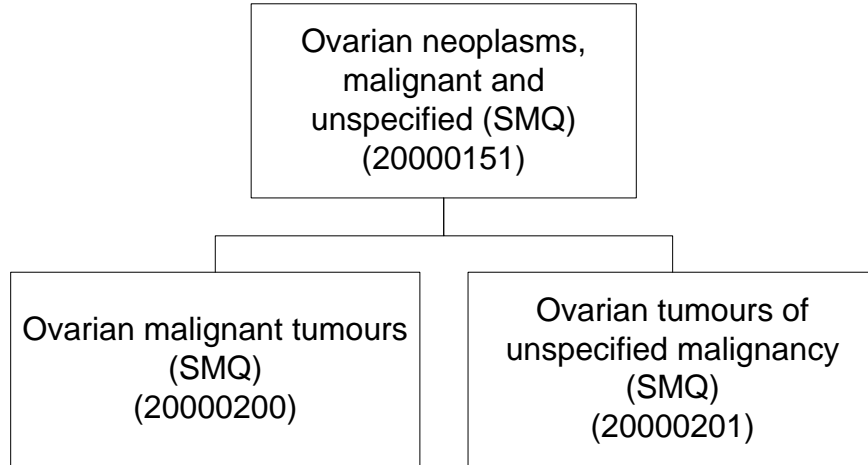 Ovarian neoplasms,
malignant and
unspecified (SMQ)
(20000151)
Ovarian malignant tumours
(SMQ)
(20000200)
Ovarian tumours of
unspecified malignancy
(SMQ)
(20000201)